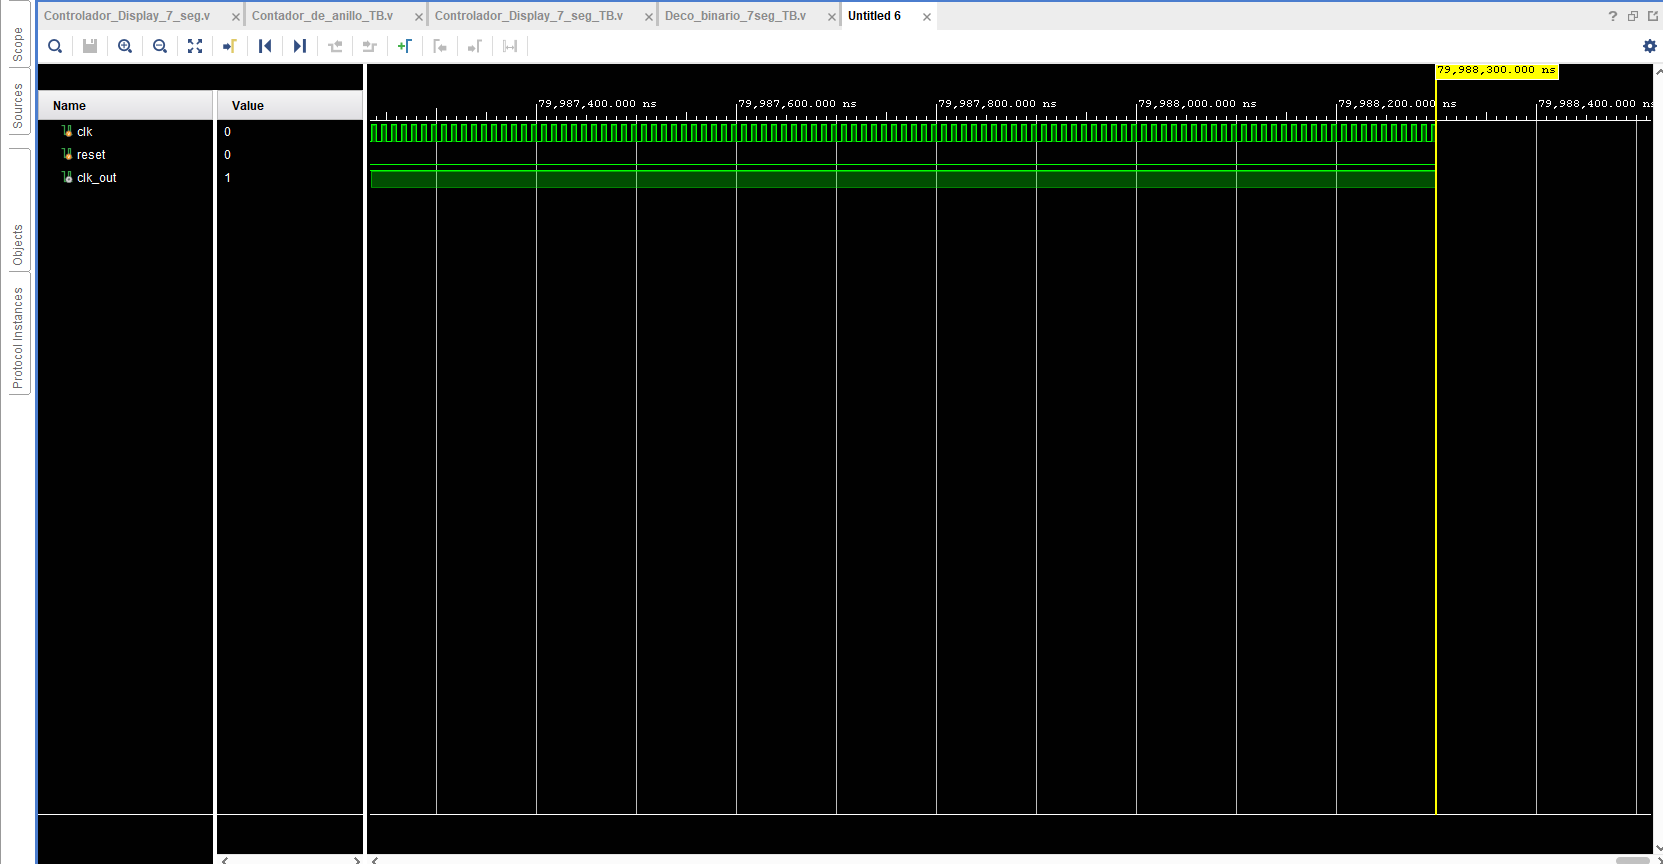 Controlador_Display_7_seg.v
Contador_de_anillo_TB.v
Controlador_Display_7_seg_TB.v
Deco_binario_7seg_TB.v
Untitled 6
Scope
Sources
Objects
Protocol Instances
79,988,300.000 ns
Name
Value
79,987,400.000 ns
79,987,600.000 ns
79,987,800.000 ns
79,988,000.000 ns
79,988,200.000 ns
79,988,400.000 ns
clk
0
reset
0
clk_out
1